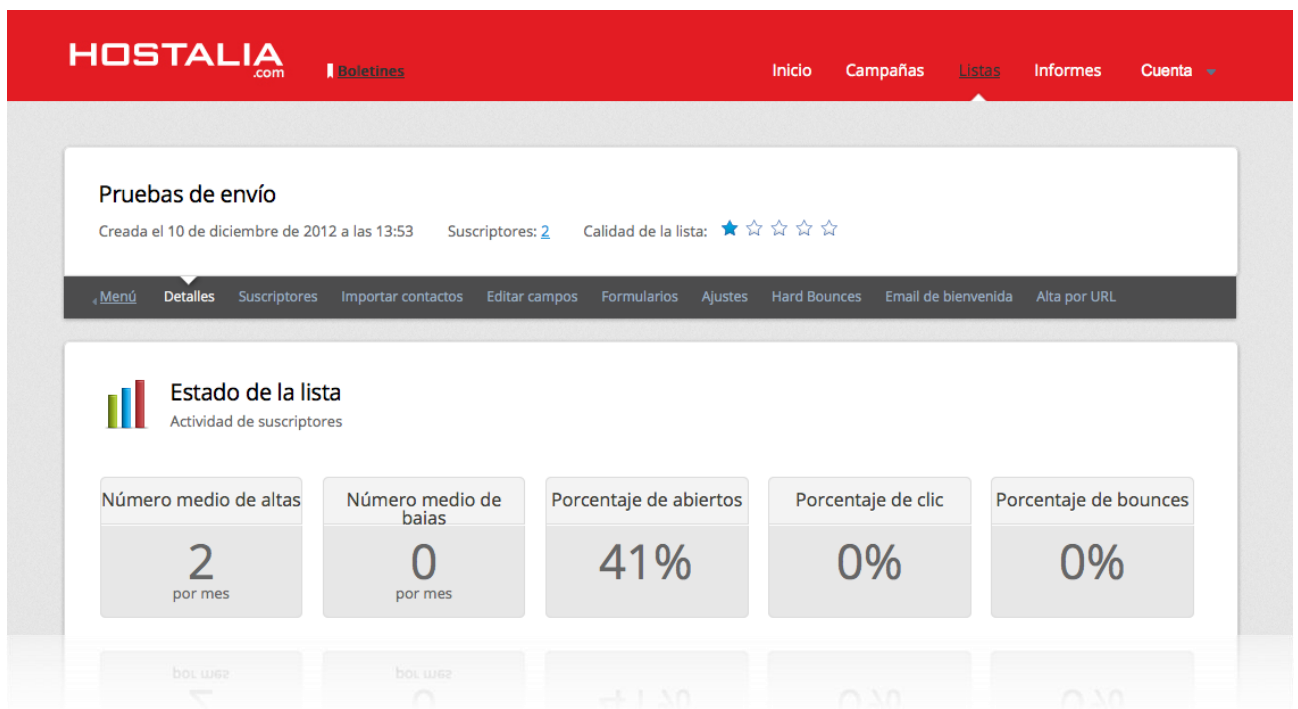 HOSTALIA
.com
Boletines
Inicio Campañas Listas Informes Cuenta
Pruebas de envío
Creada el 10 de diciembre de 2012 a las 13:53 Suscriptores: 2 Calidad de la lista:
Menú Detalles Suscriptores Importar contactos Editar campos Formularios Ajustes Hard Bounces Email de bienvenida Alta por URL
Estado de la lista
Actividad de suscriptores
Número medio de altas
2
por mes
Número medio de
bajas
0
por mes
Porcentaje de abiertos
41%
Porcentaje de clic
0%
Porcentaje de bounces
0%